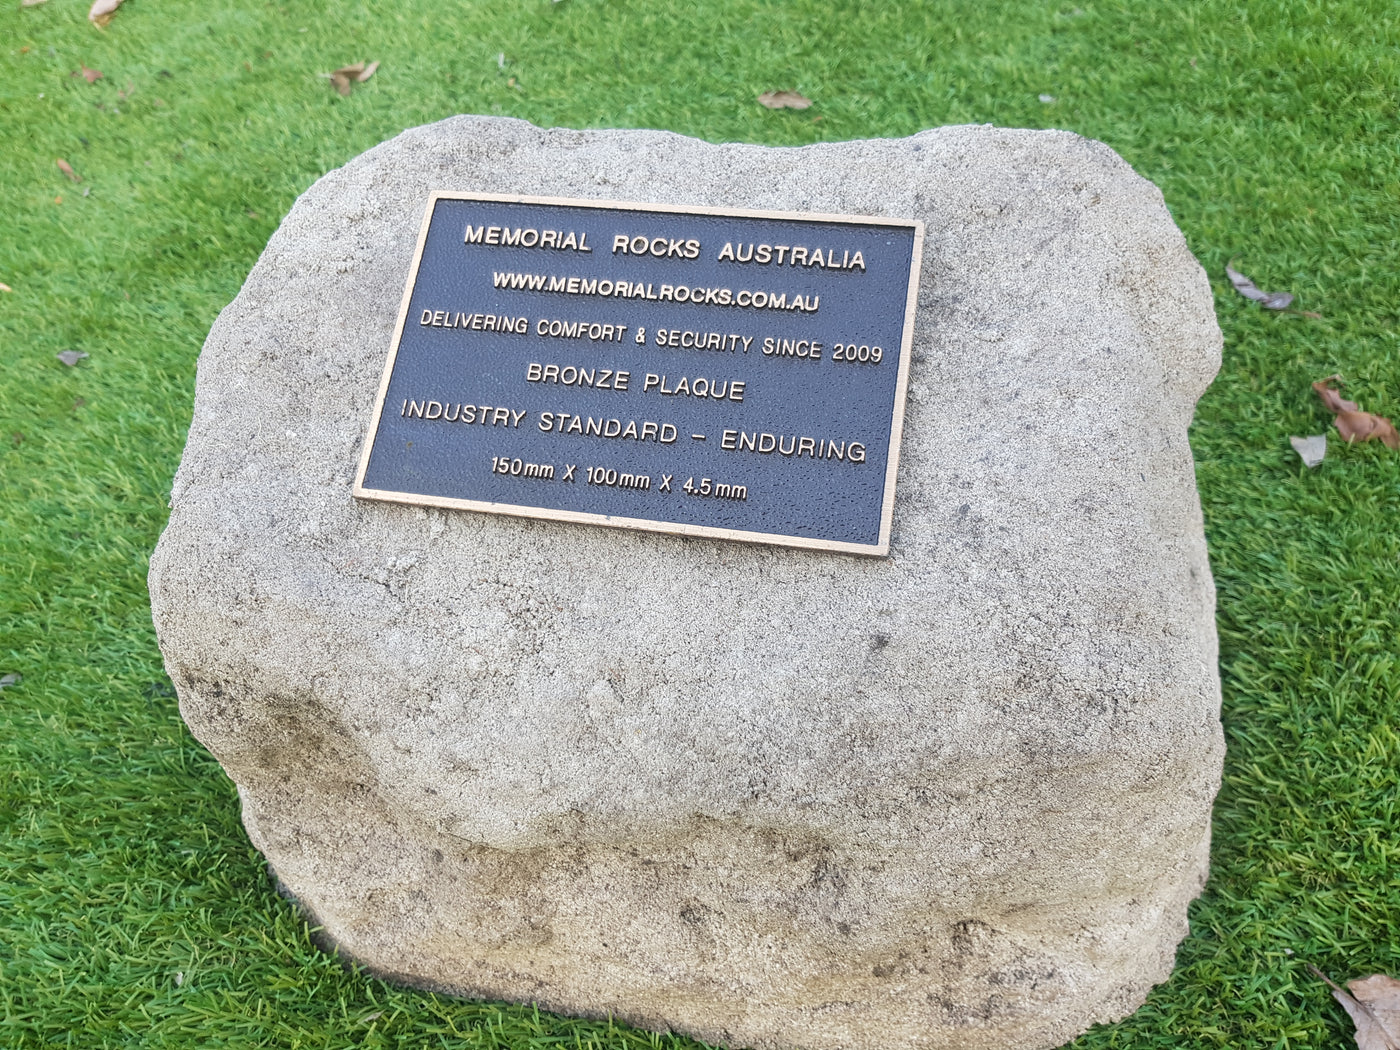 MEMORIAL ROCKS AUSTRALIA
WWW.MEMORIALROCKS.COM.AU
DELIVERING COMFORT & SECURITY SINCE 2009
BRONZE PLAQUE
INDUSTRY STANDARD - ENDURING
150mm X 100mm X 4.5mm